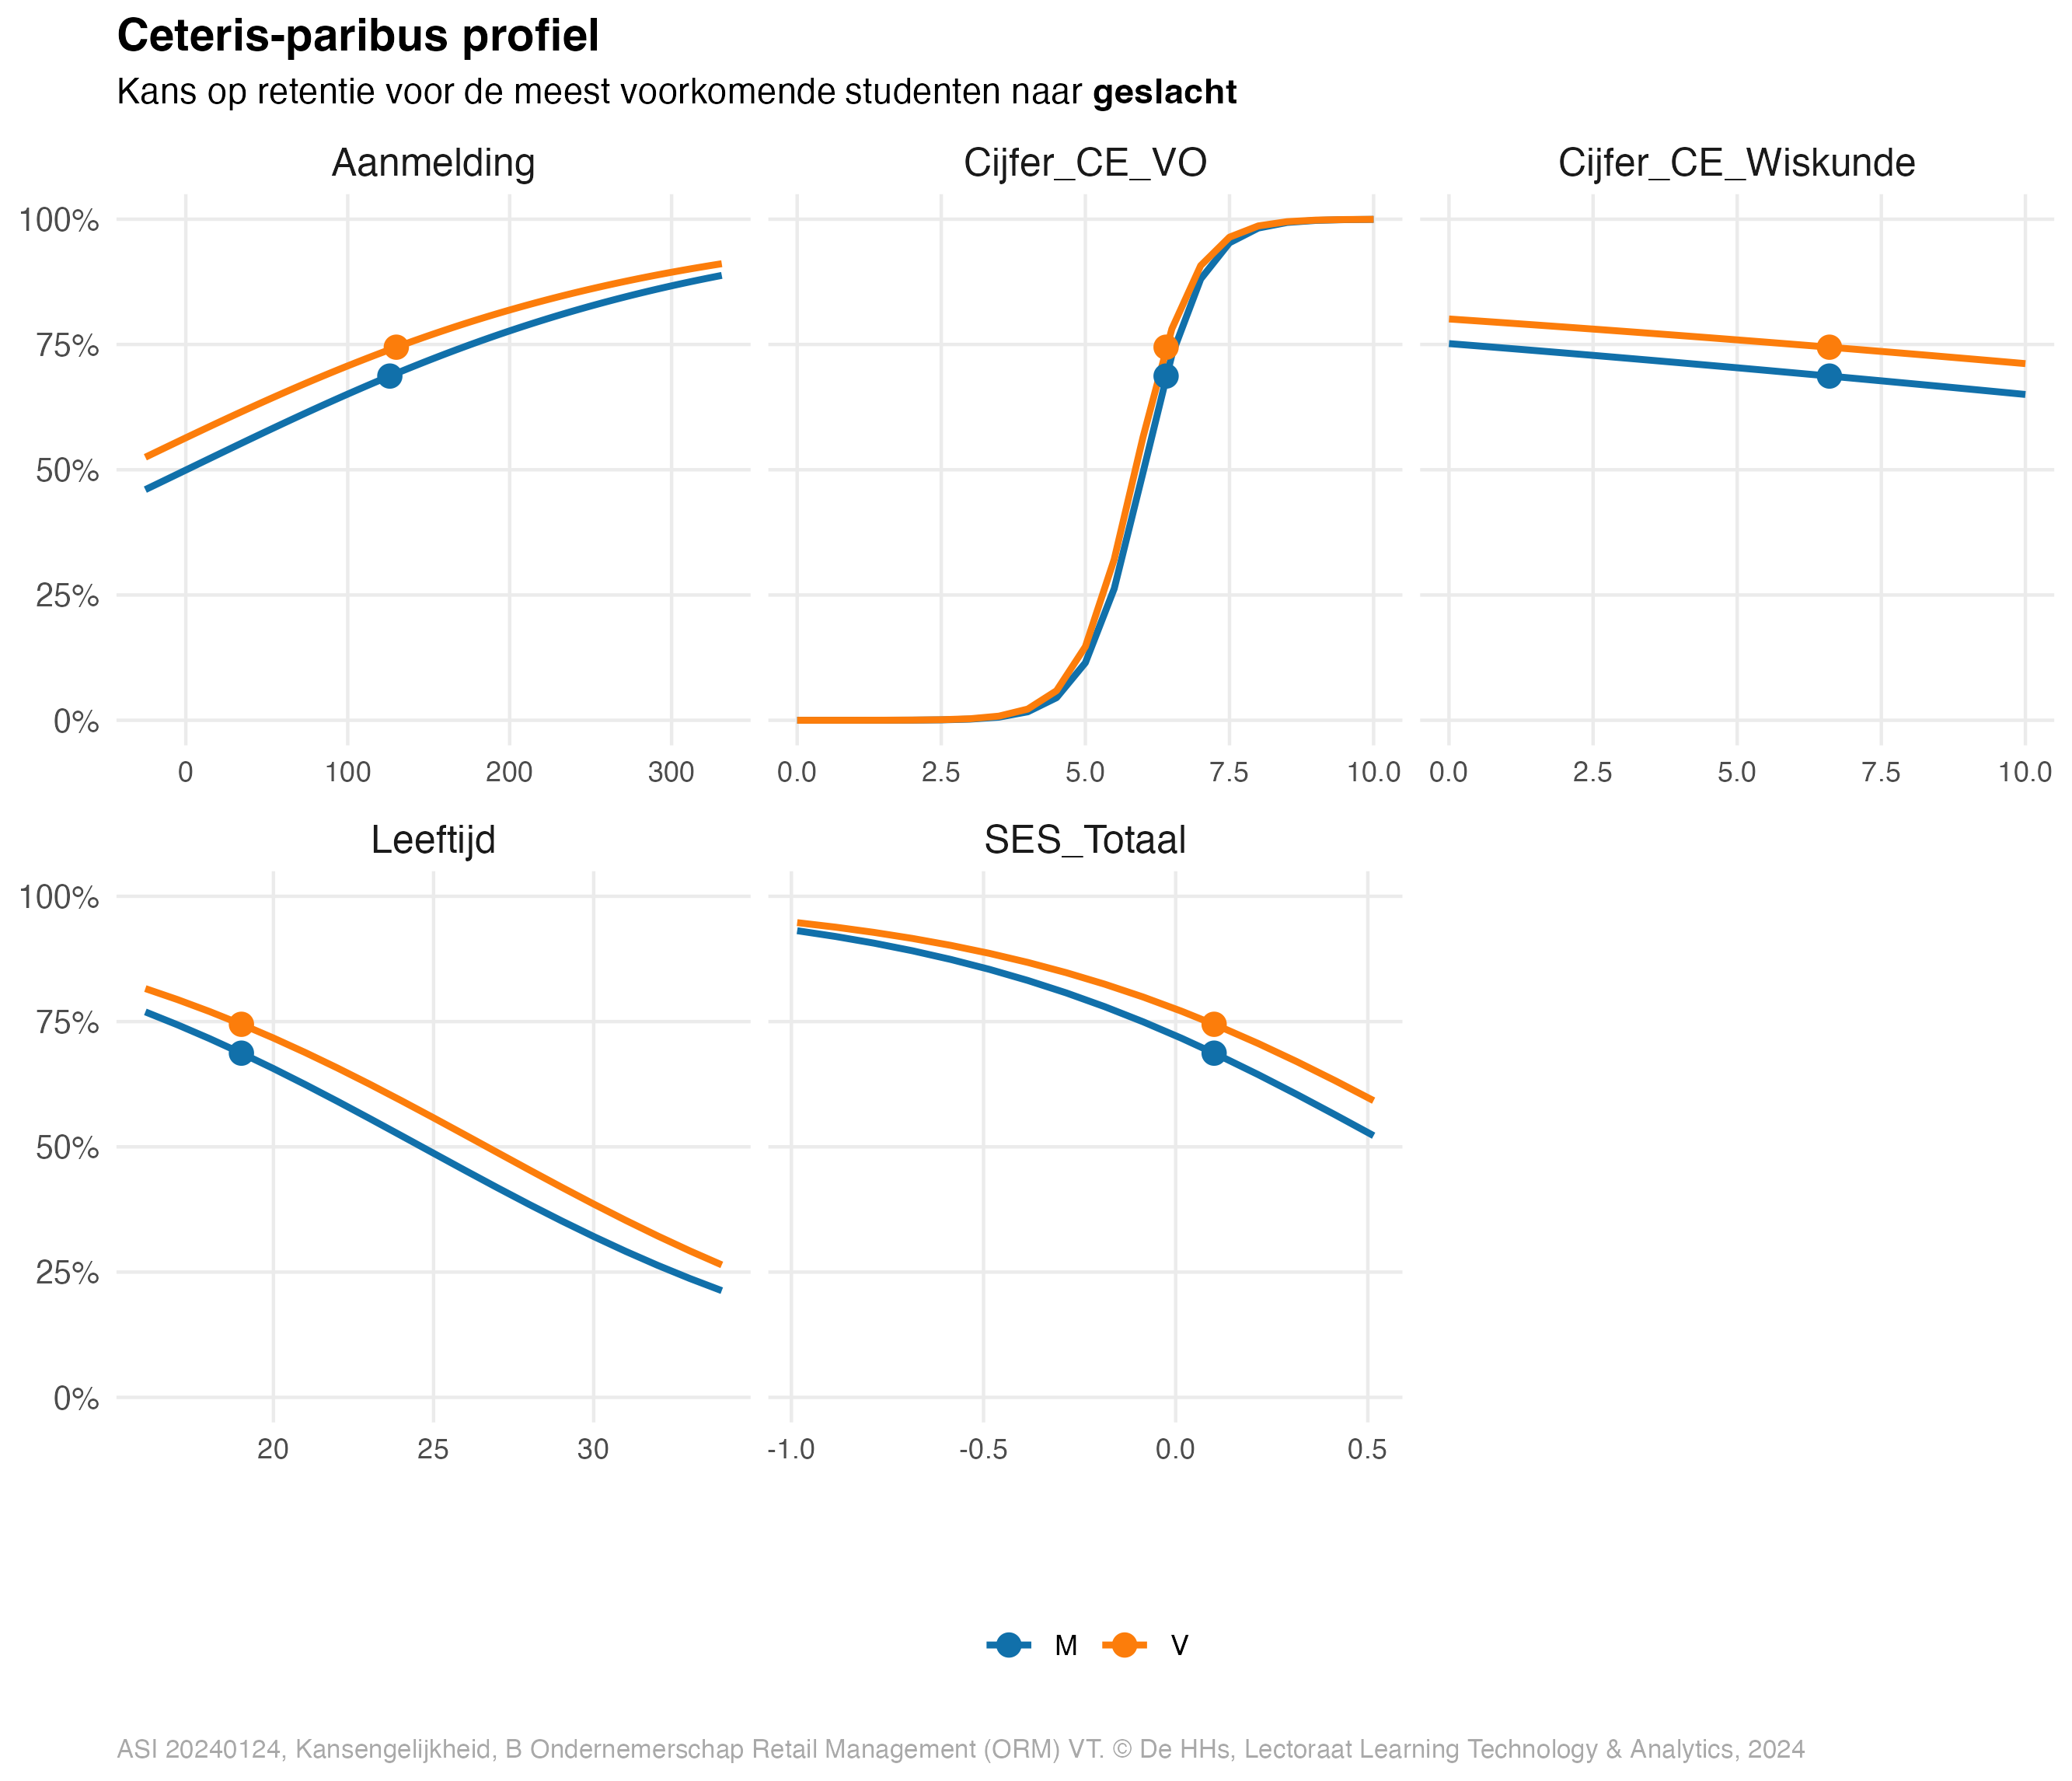 Ceteris-paribus profiel
Kans op retentie voor de meest voorkomende studenten naar geslacht
Aanmelding
Cijfer_CE_VO
Cijfer_CE_Wiskunde
100%
75%
50%
25%
0%
0 100 200 300
0.0 2.5 5.0 7.5 10.0
0.0 2.5 5.0 7.5 10.0
Leeftijd
SES_Totaal
100%
75%
50%
25%
0%
20 25 30
-1.0 -0.5 0.0 0.5
M V
ASI 20240124, Kansengelijkheid, B Ondernemerschap Retail Management (ORM) VT. © De HHs, Lectoraat Learning Technology & Analytics, 2024